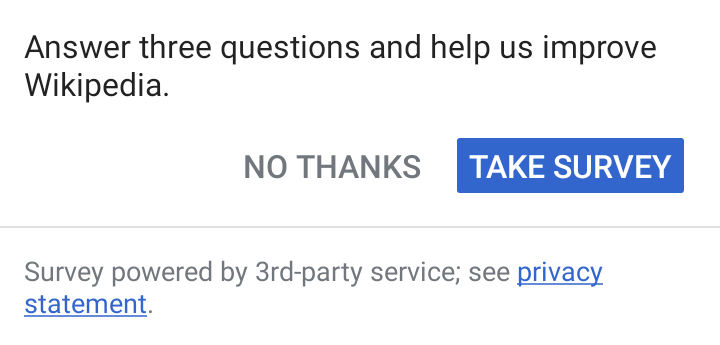 Answer three questions and help us improve
Wikipedia.
NO THANKS
TAKE SURVEY
Survey powered by 3rd-party service; see privacy
statement.